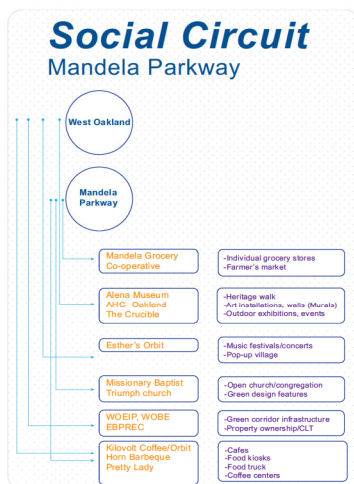 Social Circuit
Mandela Parkway
West Oakland
Mandela
Parkway
Mandela Grocery
Co-operative
-Individual grocery stores
-Farmer's market
Alena Museum
AHC Oakland
The Crucible
-Heritage walk
-Art installations, walls (Murals)
-Outdoor exhibitions, events
Esther's Orbit
-Music festivals/concerts
-Pop-up village
Missionary Baptist
Triumph church
-Open church/congregation
-Green design features
WOEIP, WOBE
EBPREC
-Green corridor infrastructure
-Property ownership/CLT
Kilovolt Coffee/Orbit
Horn Barbeque
Pretty Lady
-Cafes
-Food kiosks
-Food truck
-Coffee centers